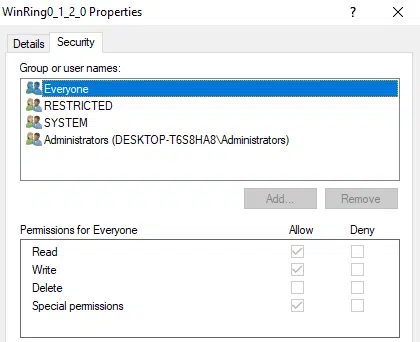 WinRing0_1_2_0 Properties
Details Security
Group or user names:
Everyone
RESTRICTED
SYSTEM
Administrators (DESKTOP-T6S8HA8\Administrators)
Add... Remove
Permissions for Everyone Allow Deny
Read
Write
Delete
Special permissions